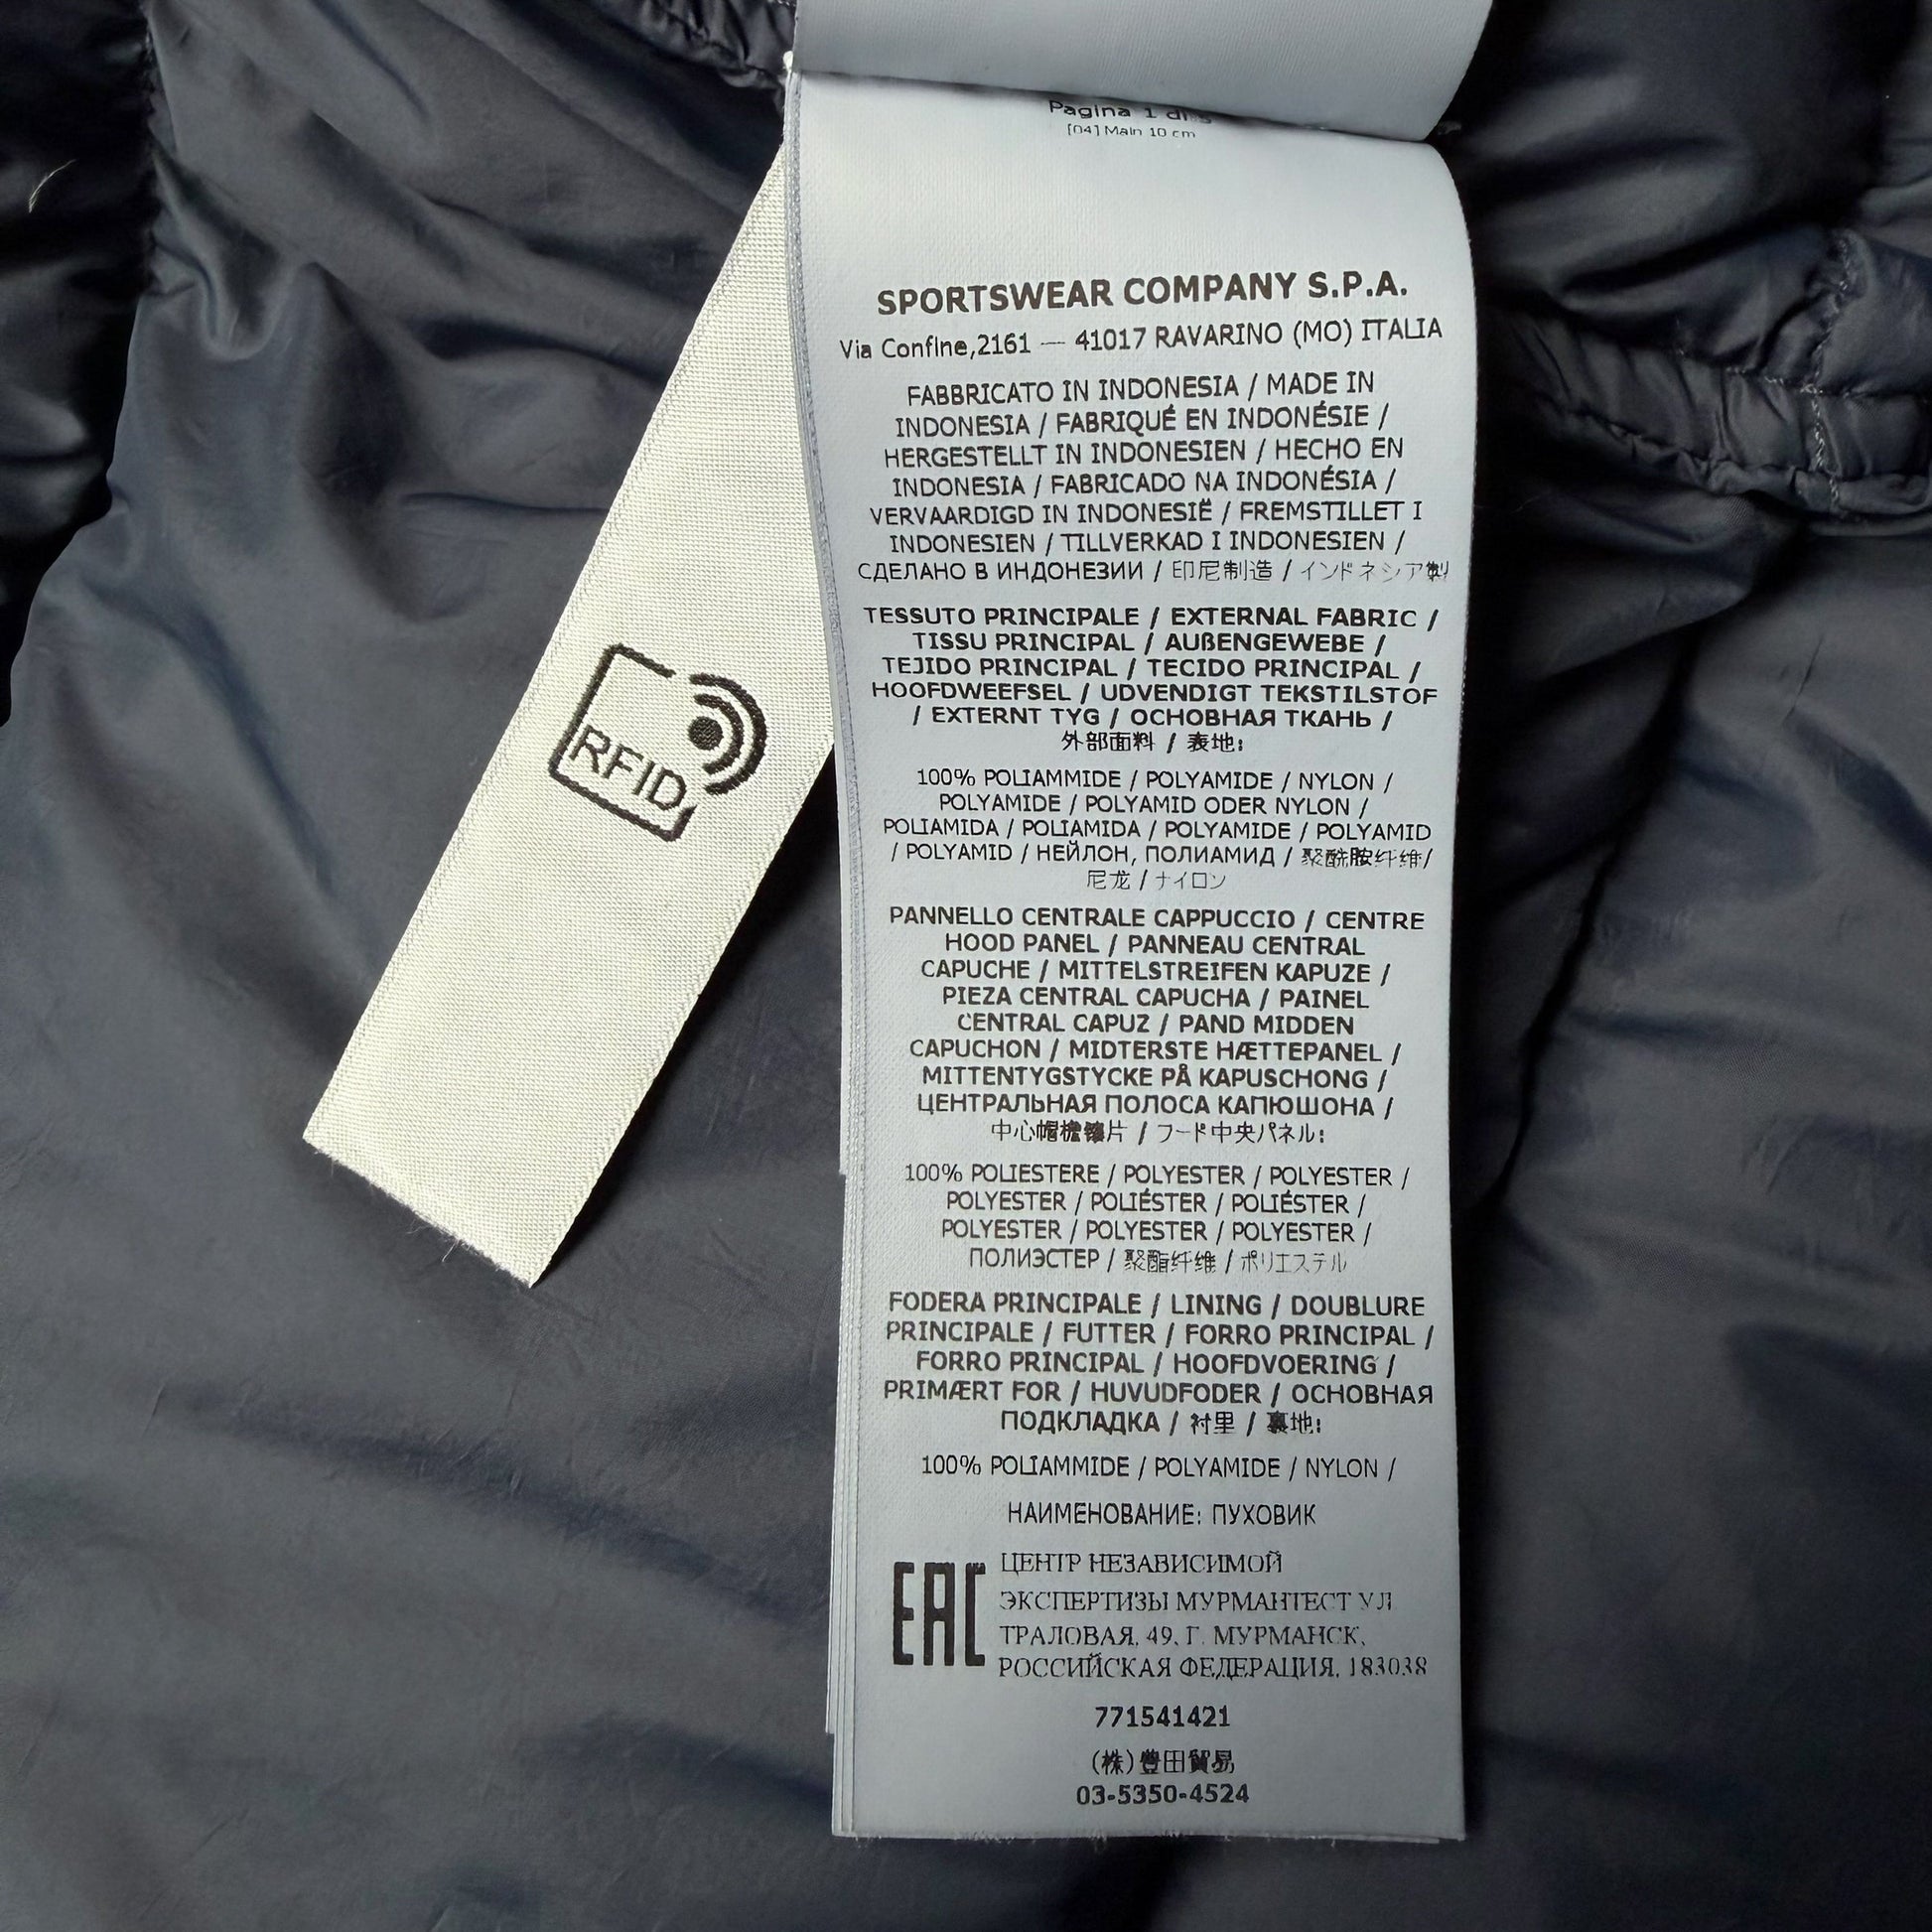 Pagina 1 di
[04] Main 10 cm
SPORTSWEAR COMPANY S.P.A.
Via Confine,2161 — 41017 RAVARINO (MO) ITALIA
FABBRICATO IN INDONESIA / MADE IN
INDONESIA / FABRIQUÉ EN INDONÉSIE /
HERGESTELLT IN INDONESIEN / HECHO EN
INDONESIA / FABRICADO NA INDONÉSIA /
VERVAARDIGD IN INDONESIË / FREMSTILLET I
INDONESIEN / TILLVERKAD I INDONESIEN /
СДЕЛАНО В ИНДОНЕЗИИ / 印尼制造 / インドネシア製
TESSUTO PRINCIPALE / EXTERNAL FABRIC /
TISSU PRINCIPAL / AUßENGEWEBE /
TEJIDO PRINCIPAL / TECIDO PRINCIPAL /
HOOFDWEEFSEL / UDVENDIGT TEKSTILSTOF
/ EXTERNT TYG / ОСНОВНАЯ ТКАНЬ /
外部面料 / 表地:
100% POLIAMMIDE / POLYAMIDE / NYLON /
POLYAMIDE / POLYAMID ODER NYLON /
POLIAMIDA / POLIAMIDA / POLYAMIDE / POLYAMID
/ POLYAMID / НЕЙЛОН, ПОЛИАМИД / 聚酰胺纤维/
尼龙 / ナイロン
PANNELLO CENTRALE CAPPUCCIO / CENTRE
HOOD PANEL / PANNEAU CENTRAL
CAPUCHE / MITTELSTREIFEN KAPUZE /
PIEZA CENTRAL CAPUCHA / PAINEL
CENTRAL CAPUZ / PAND MIDDEN
CAPUCHON / MIDTERSTE HÆTTEPANEL /
MITTENTYGSTYCKE PÅ KAPUSCHONG /
ЦЕНТРАЛЬНАЯ ПОЛОСА КАПЮШОНА /
中心帽檐镶片 / フード中央パネル:
100% POLIESTERE / POLYESTER / POLYESTER /
POLYESTER / POLIÉSTER / POLIÉSTER /
POLYESTER / POLYESTER / POLYESTER /
ПОЛИЭСТЕР / 聚酯纤维 / ポリエステル
FODERA PRINCIPALE / LINING / DOUBLURE
PRINCIPALE / FUTTER / FORRO PRINCIPAL /
FORRO PRINCIPAL / HOOFDVOERING /
PRIMÆRT FOR / HUVUDFODER / ОСНОВНАЯ
ПОДКЛАДКА / 衬里 / 裏地:
100% POLIAMMIDE / POLYAMIDE / NYLON /
НАИМЕНОВАНИЕ: ПУХОВИК
EAC
ЦЕНТР НЕЗАВИСИМОЙ
ЭКСПЕРТИЗЫ МУРМАНТЕСТ УЛ
ТРАЛОВАЯ, 49, Г. МУРМАНСК,
РОССИЙСКАЯ ФЕДЕРАЦИЯ, 183038
771541421
(株)豊田貿易
03-5350-4524
RFID